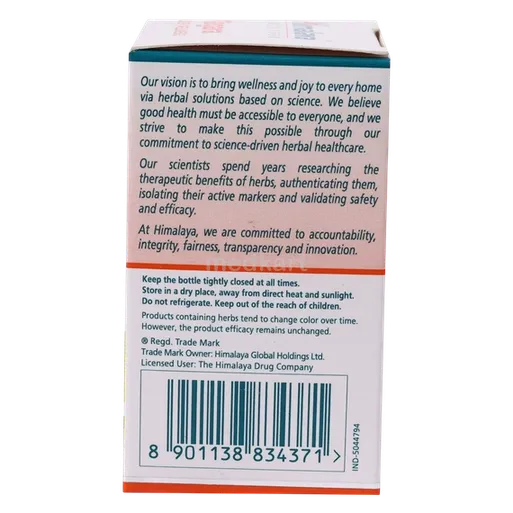 Our vision is to bring wellness and joy to every home
via herbal solutions based on science. We believe
good health must be accessible to everyone, and we
strive to make this possible through our
commitment to science-driven herbal healthcare.
Our scientists spend years researching the
therapeutic benefits of herbs, authenticating them,
isolating their active markers and validating safety
and efficacy.
At Himalaya, we are committed to accountability,
integrity, fairness, transparency and innovation.
medkart
Keep the bottle tightly closed at all times.
Store in a dry place, away from direct heat and sunlight.
Do not refrigerate. Keep out of the reach of children.
Products containing herbs tend to change color over time.
However, the product efficacy remains unchanged.
® Regd. Trade Mark
Trade Mark Owner: Himalaya Global Holdings Ltd.
Licensed User: The Himalaya Drug Company
8 901138 834371 >
IND-5044794